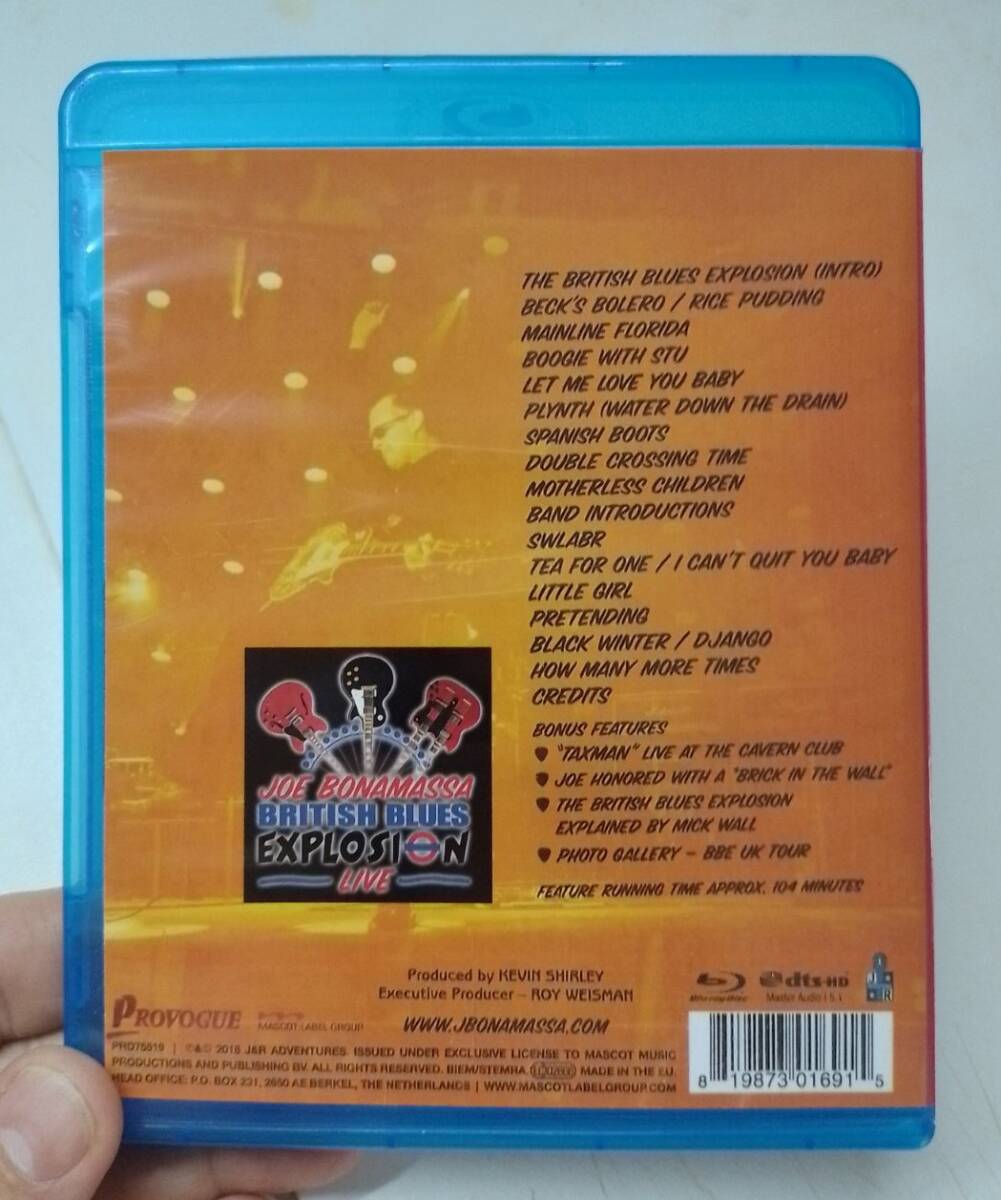 THE BRITISH BLUES EXPLOSION (INTRO)
BECK'S BOLERO / RICE PUDDING
MAINLINE FLORIDA
BOOGIE WITH STU
LET ME LOVE YOU BABY
PLYNTH (WATER DOWN THE DRAIN)
SPANISH BOOTS
DOUBLE CROSSING TIME
MOTHERLESS CHILDREN
BAND INTRODUCTIONS
SWLABR
TEA FOR ONE / I CAN'T QUIT YOU BABY
LITTLE GIRL
PRETENDING
BLACK WINTER / DJANGO
HOW MANY MORE TIMES
CREDITS
BONUS FEATURES
"TAXMAN" LIVE AT THE CAVERN CLUB
JOE HONORED WITH A "BRICK IN THE WALL"
THE BRITISH BLUES EXPLOSION
EXPLAINED BY MICK WALL
PHOTO GALLERY – BBE UK TOUR
FEATURE RUNNING TIME APPROX. 104 MINUTES
JOE BONAMASSA
BRITISH BLUES
EXPLOSION
LIVE
Produced by KEVIN SHIRLEY
Executive Producer – ROY WEISMAN
WWW.JBONAMASSA.COM
PROVOGUE
MASCOT LABEL GROUP
Blu-ray Disc
dts-HD
Master Audio | 5.1
J
&
R
PRD75519 | ℗&© 2018 J&R ADVENTURES. ISSUED UNDER EXCLUSIVE LICENSE TO MASCOT MUSIC
PRODUCTIONS AND PUBLISHING BV. ALL RIGHTS RESERVED. BIEM/STEMRA. MADE IN THE E.U.
HEAD OFFICE: P.O. BOX 231, 2650 AE BERKEL, THE NETHERLANDS | WWW.MASCOTLABELGROUP.COM
8 19873 01691 5